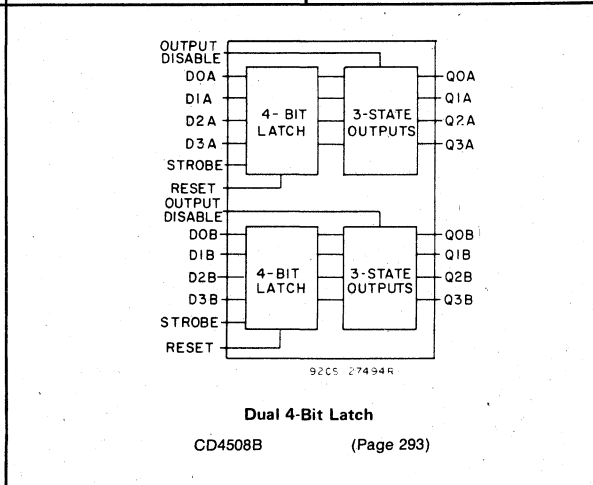 OUTPUT
DISABLE
D0A
D1A
D2A
D3A
STROBE
RESET
4- BIT
LATCH
3-STATE
OUTPUTS
Q0A
Q1A
Q2A
Q3A
OUTPUT
DISABLE
D0B
D1B
D2B
D3B
STROBE
RESET
4-BIT
LATCH
3-STATE
OUTPUTS
Q0B
Q1B
Q2B
Q3B
92CS 27494R
Dual 4-Bit Latch
CD4508B (Page 293)